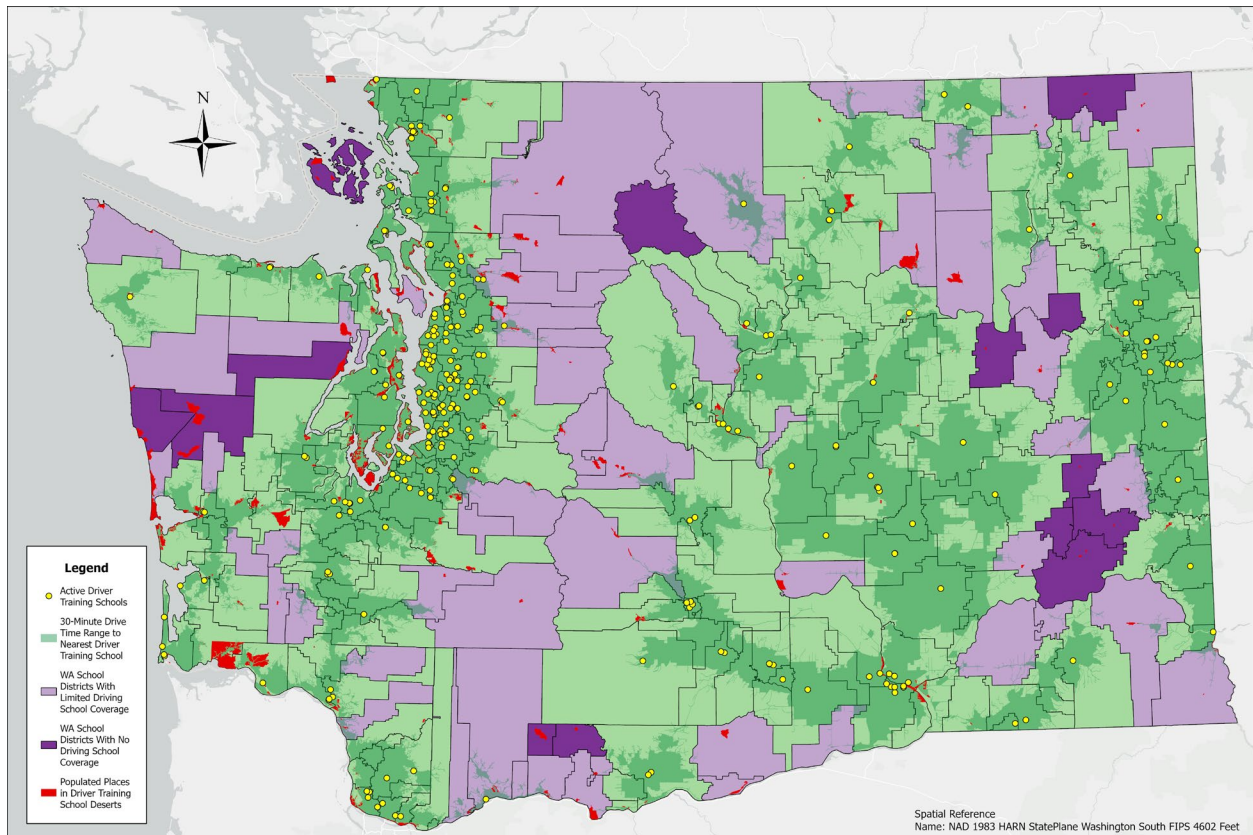 N
Legend
Active Driver
Training Schools
30-Minute Drive
Time Range to
Nearest Driver
Training School
WA School
Districts With
Limited Driving
School Coverage
WA School
Districts With No
Driving School
Coverage
Populated Places
in Driver Training
School Deserts
Spatial Reference
Name: NAD 1983 HARN StatePlane Washington South FIPS 4602 Feet